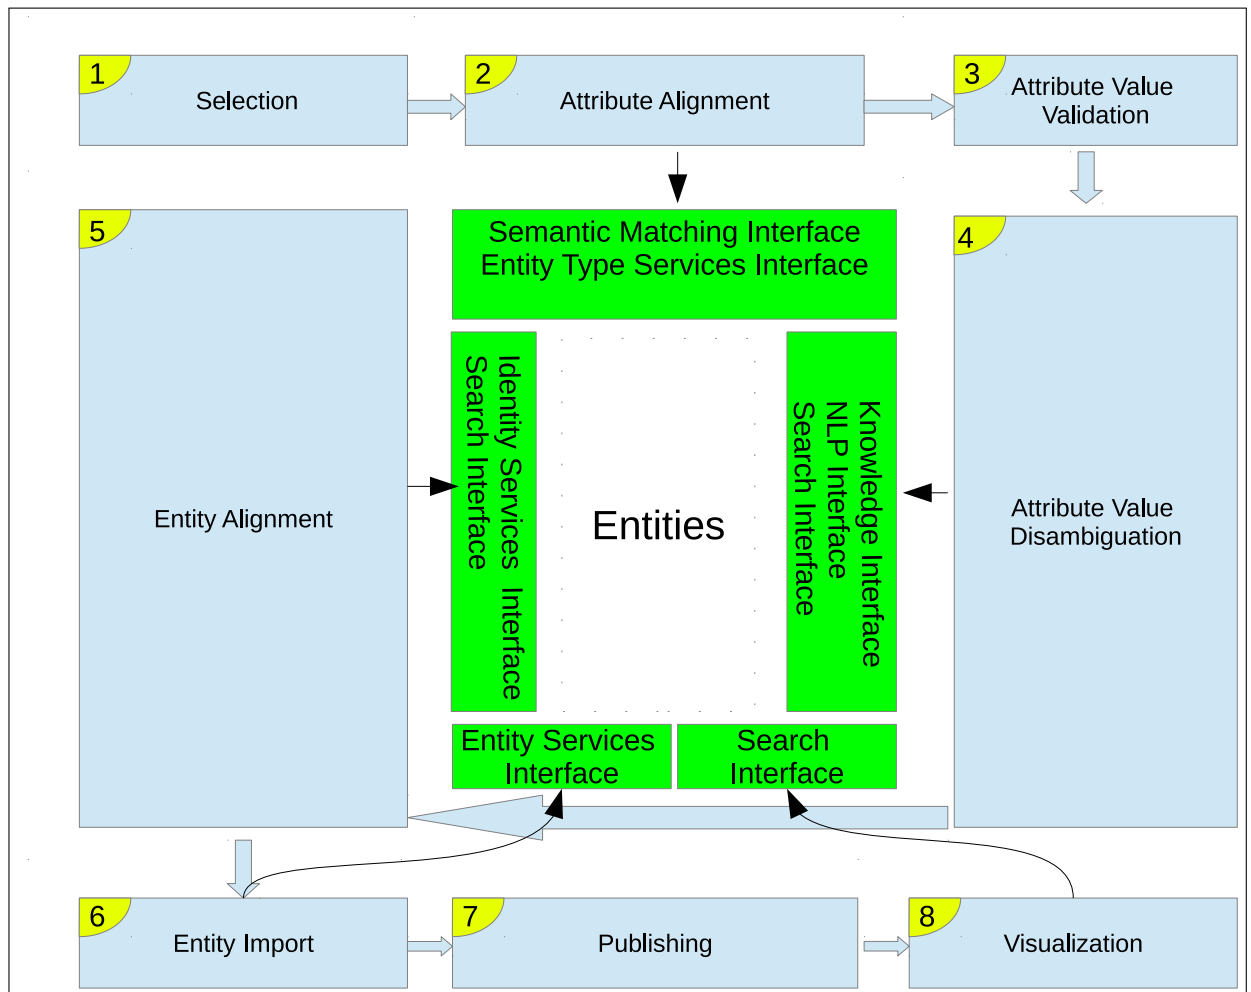 1
Selection
2
Attribute Alignment
3
Attribute Value
Validation
5
Entity Alignment
Semantic Matching Interface
Entity Type Services Interface
4
Attribute Value
Disambiguation
Identity Services Interface
Search Interface
Entities
Knowledge Interface
NLP Interface
Search Interface
Entity Services
Interface
Search
Interface
6
Entity Import
7
Publishing
8
Visualization